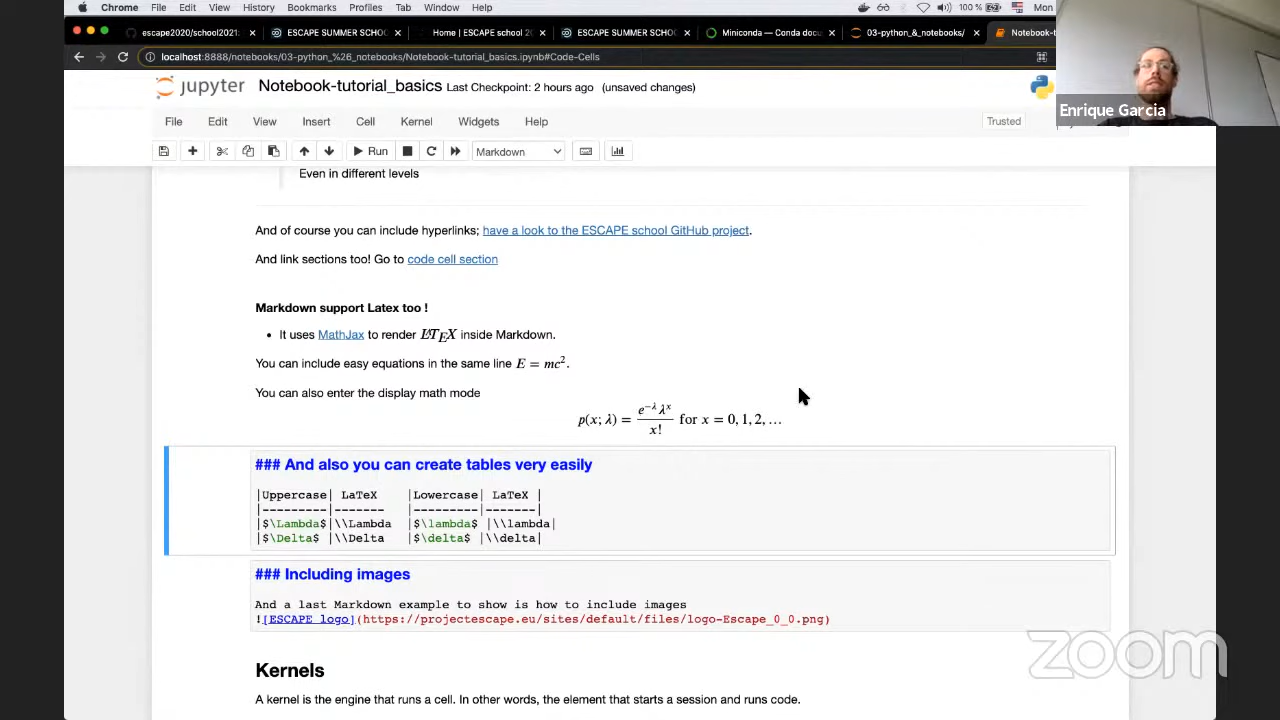 Chrome File Edit View History Bookmarks Profiles Tab Window Help 100 % Mon
escape2020/school2021: × ESCAPE SUMMER SCHO × Home | ESCAPE school 2 × ESCAPE SUMMER SCHO × Miniconda — Conda docu × 03-python_&_notebooks/ × Notebook-tu
localhost:8888/notebooks/03-python_%26_notebooks/Notebook-tutorial_basics.ipynb#Code-Cells
jupyter Notebook-tutorial_basics Last Checkpoint: 2 hours ago (unsaved changes)
Enrique Garcia
File Edit View Insert Cell Kernel Widgets Help Trusted
Run Markdown
Even in different levels
And of course you can include hyperlinks; have a look to the ESCAPE school GitHub project.
And link sections too! Go to code cell section
Markdown support Latex too !
• It uses MathJax to render LATEX inside Markdown.
You can include easy equations in the same line E = mc².
You can also enter the display math mode
p(x; λ) = e^{−λ} λ^x / x! for x = 0, 1, 2, …
### And also you can create tables very easily
|Uppercase| LaTeX |Lowercase| LaTeX |
|---------|------- |---------|-------|
|$\Lambda$|\\Lambda |$\lambda$ |\\lambda|
|$\Delta$ |\\Delta |$\delta$ |\\delta|
### Including images
And a last Markdown example to show is how to include images
![ESCAPE logo](https://projectescape.eu/sites/default/files/logo-Escape_0_0.png)
zoom
Kernels
A kernel is the engine that runs a cell. In other words, the element that starts a session and runs code.